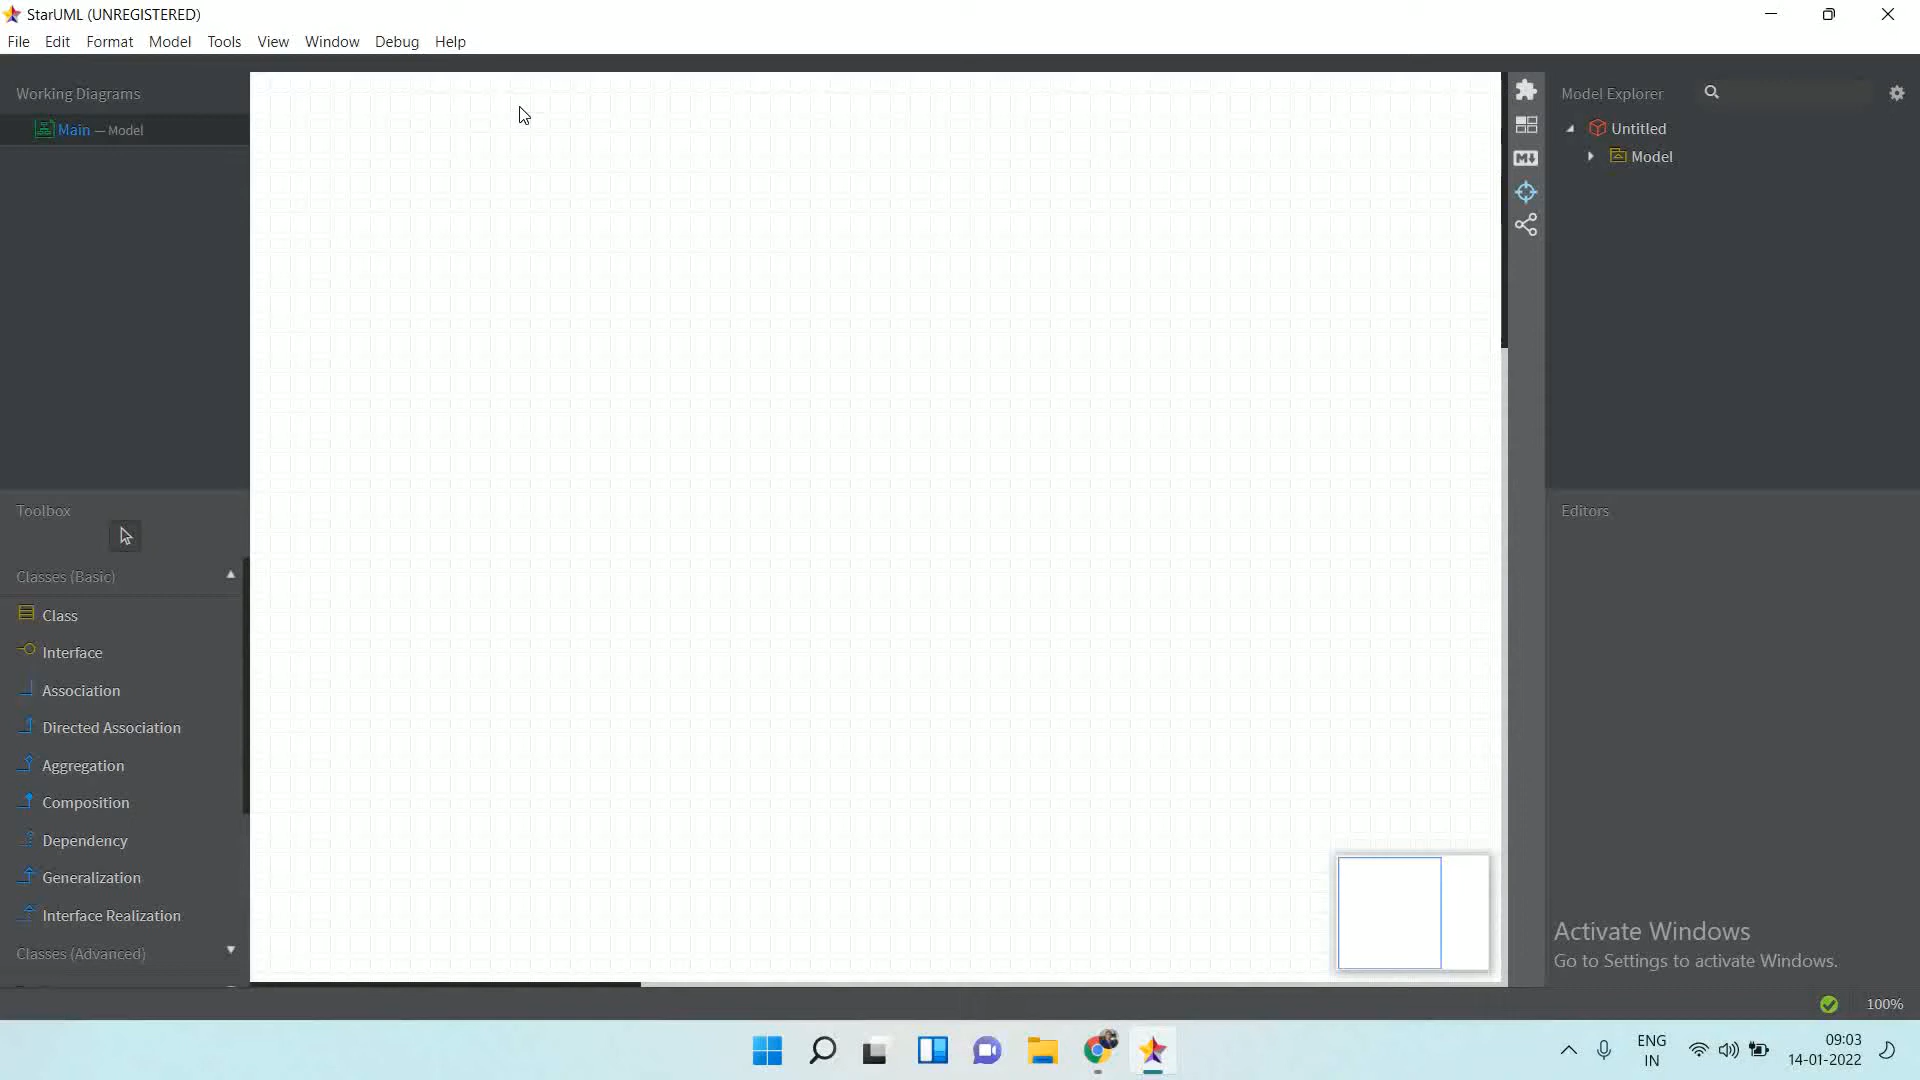 StarUML (UNREGISTERED)
File Edit Format Model Tools View Window Debug Help
Working Diagrams
Main — Model
Toolbox
Classes (Basic)
Class
Interface
Association
Directed Association
Aggregation
Composition
Dependency
Generalization
Interface Realization
Classes (Advanced)
Model Explorer
Untitled
Model
Editors
Activate Windows
Go to Settings to activate Windows.
100%
ENG
IN
09:03
14-01-2022